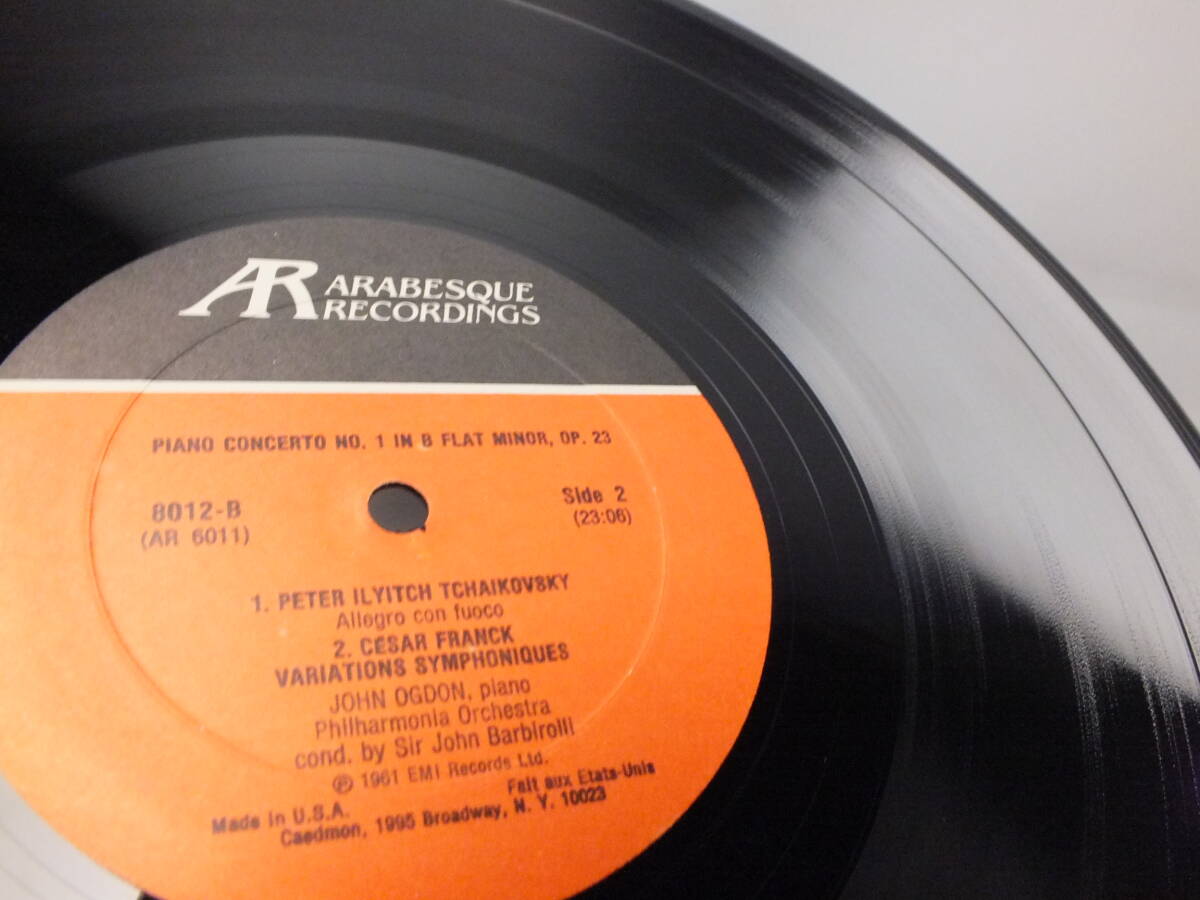 AR ARABESQUE
RECORDINGS
PIANO CONCERTO NO. 1 IN B FLAT MINOR, OP. 23
8012-B
Side 2
(AR 6011)
(23:06)
1. PETER ILYITCH TCHAIKOVSKY
Allegro con fuoco
2. CÉSAR FRANCK
VARIATIONS SYMPHONIQUES
JOHN OGDON, piano
Philharmonia Orchestra
cond. by Sir John Barbirolli
℗ 1961 EMI Records Ltd.
Made in U.S.A.
Fait aux Etats-Unis
Caedmon, 1995 Broadway, N. Y. 10023